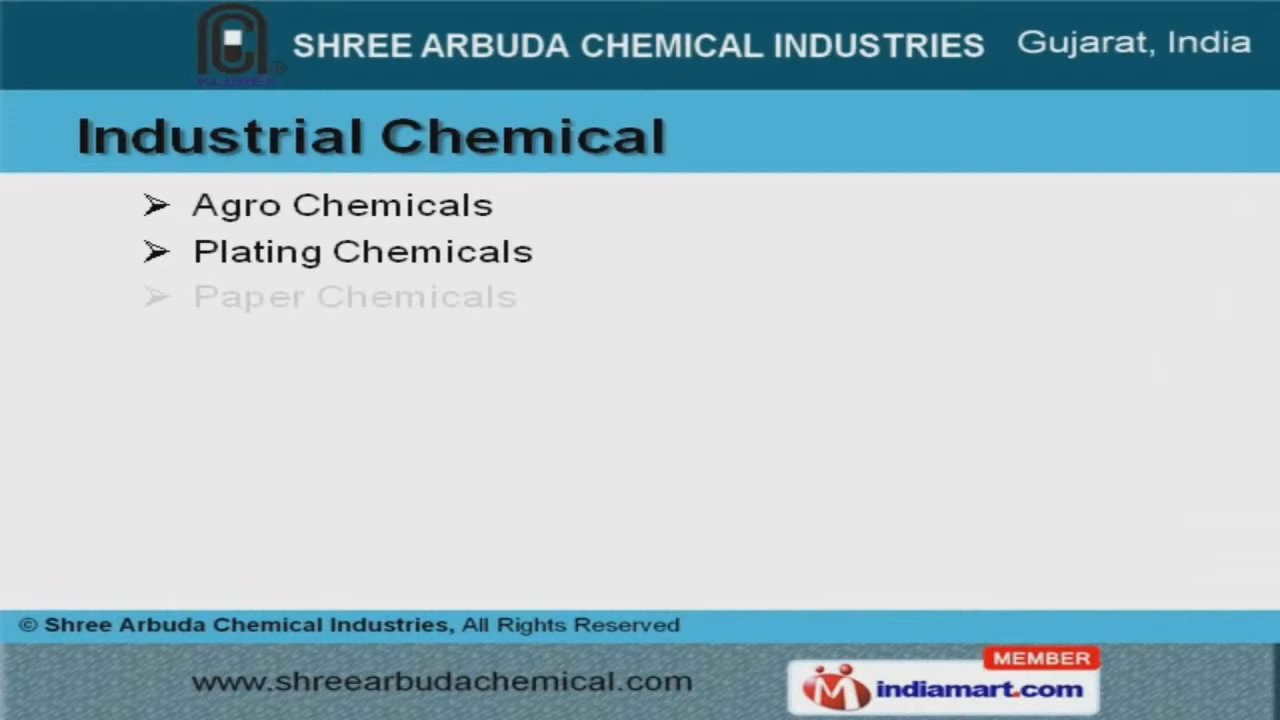 SHREE ARBUDA CHEMICAL INDUSTRIES Gujarat, India
Industrial Chemical
➢ Agro Chemicals
➢ Plating Chemicals
➢ Paper Chemicals
© Shree Arbuda Chemical Industries, All Rights Reserved
MEMBER
www.shreearbudachemical.com
indiamart.com